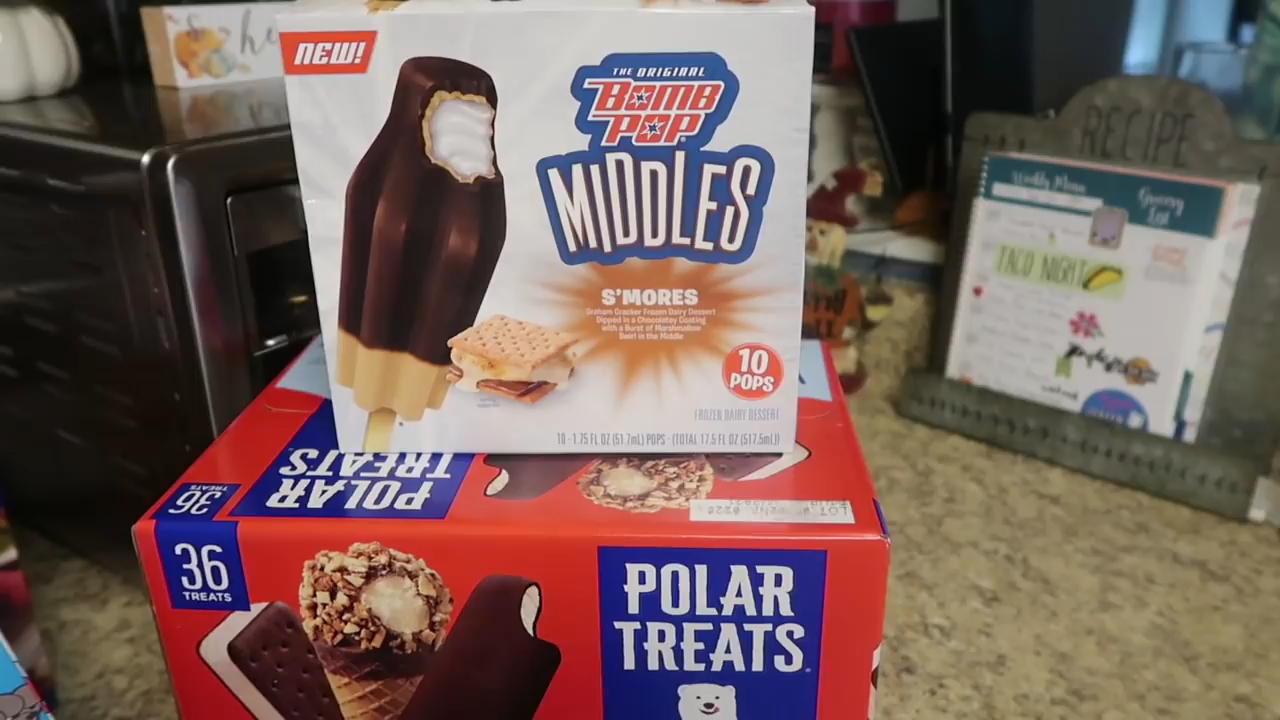 NEW!
THE ORIGINAL
BOMB
POP
MIDDLES
S'MORES
Graham Cracker Frozen Dairy Dessert
Dipped in a Chocolatey Coating
with a Burst of Marshmallow
Swirl in the Middle
10
POPS
FROZEN DAIRY DESSERT
10 - 1.75 FL OZ (51.7mL) POPS - (TOTAL 17.5 FL OZ (517.5mL))
RECIPE
Weekly Menu
Grocery
List
TACO NIGHT
POLAR
TREATS
36
TREATS
36
TREATS
POLAR
TREATS